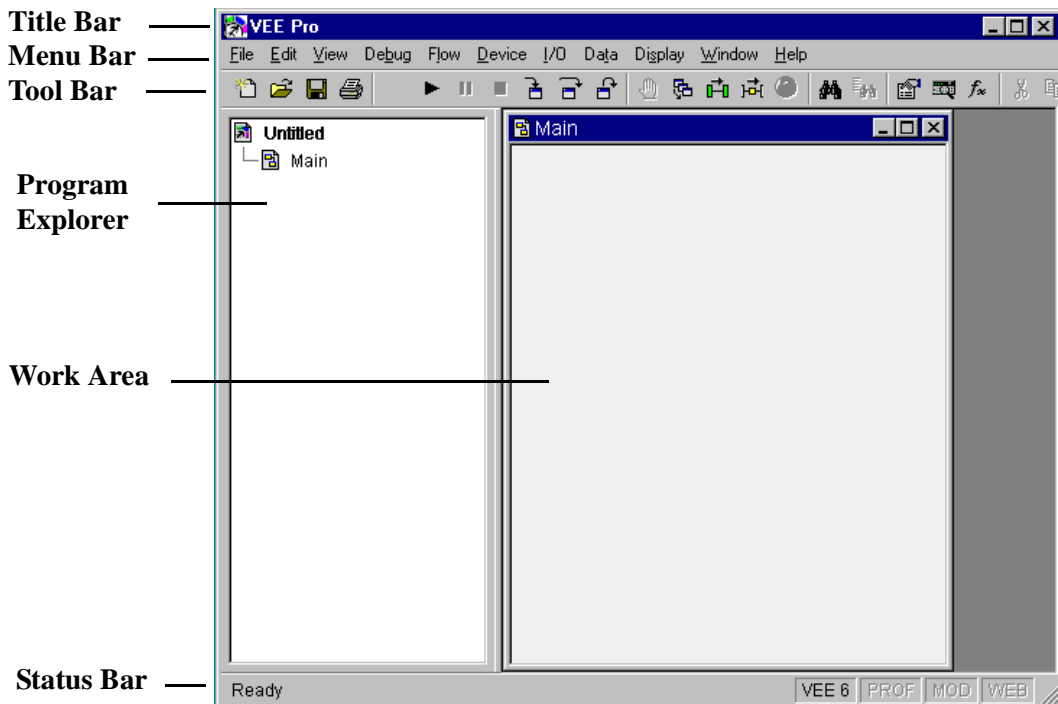 Title Bar
VEE Pro
Menu Bar
File Edit View Debug Flow Device I/O Data Display Window Help
Tool Bar
Untitled
Main
Main
Program
Explorer
Work Area
Status Bar
Ready
VEE 6 PROF MOD WEB